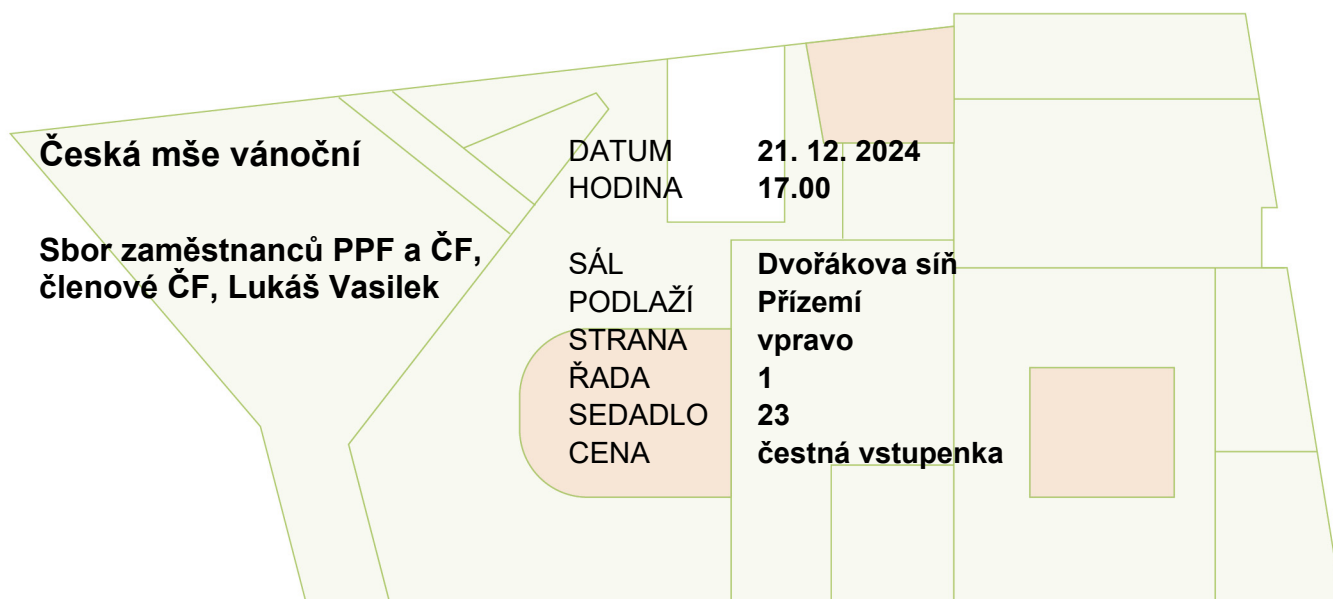 Česká mše vánoční
Sbor zaměstnanců PPF a ČF,
členové ČF, Lukáš Vasilek
DATUM 21. 12. 2024
HODINA 17.00
SÁL Dvořákova síň
PODLAŽÍ Přízemí
STRANA vpravo
ŘADA 1
SEDADLO 23
CENA čestná vstupenka